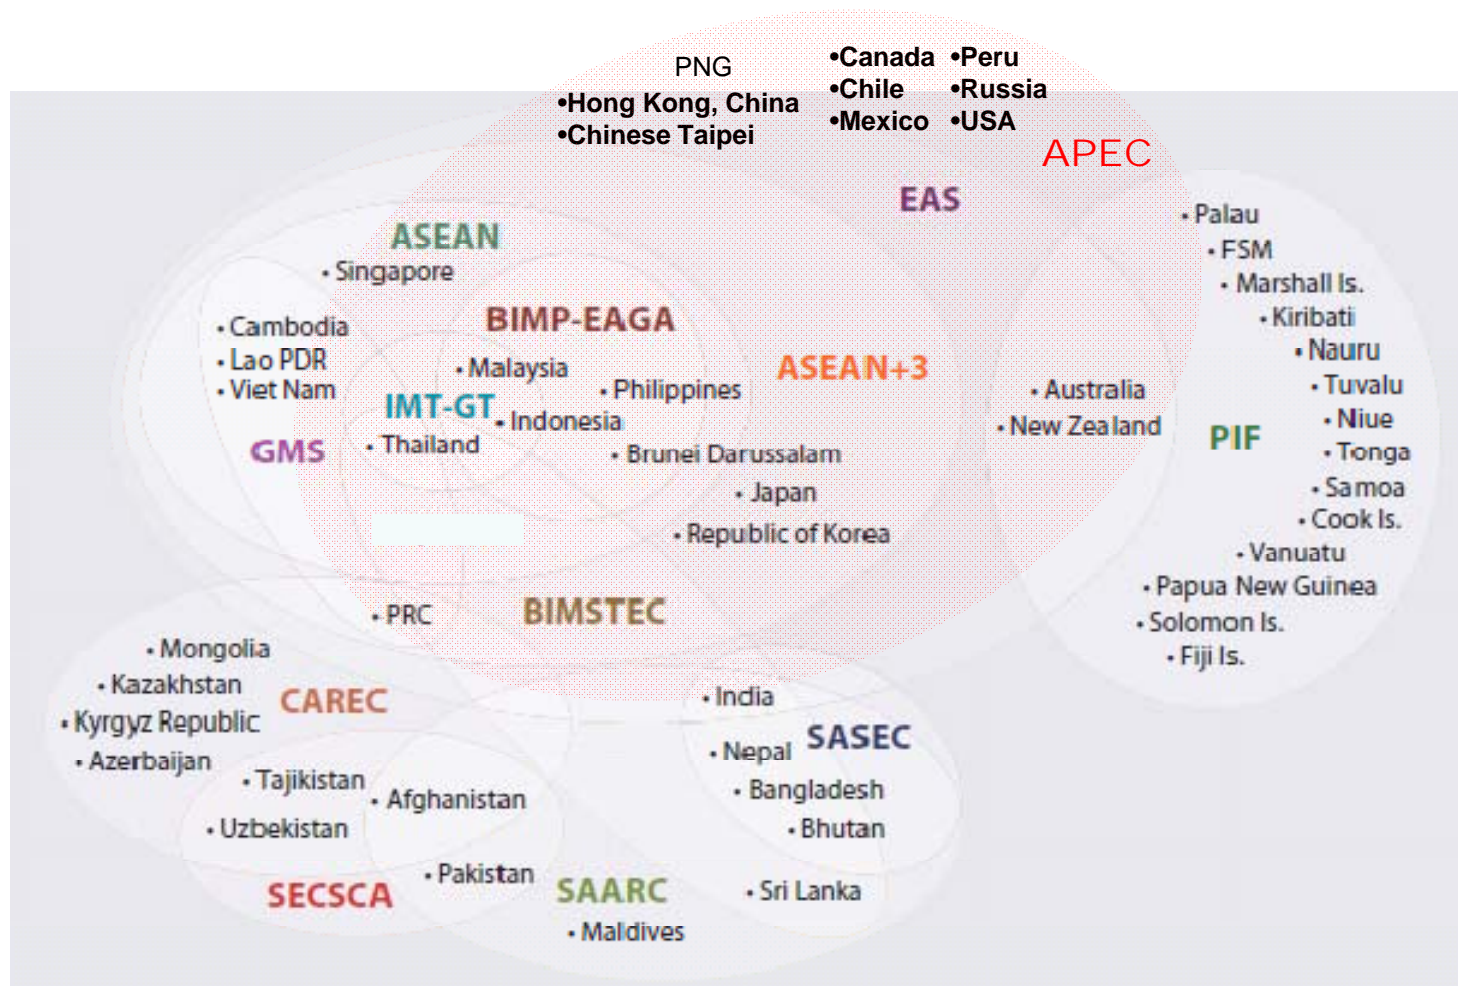 PNG
•Hong Kong, China
•Chinese Taipei
•Canada •Peru
•Chile •Russia
•Mexico •USA
APEC
EAS
ASEAN
• Singapore
• Cambodia
• Lao PDR
• Viet Nam
BIMP-EAGA
• Malaysia
• Philippines
IMT-GT
• Indonesia
• Thailand
GMS
ASEAN+3
• Brunei Darussalam
• Japan
• Republic of Korea
• Australia
• New Zealand
PIF
• Palau
• FSM
• Marshall Is.
• Kiribati
• Nauru
• Tuvalu
• Niue
• Tonga
• Samoa
• Cook Is.
• Vanuatu
• Papua New Guinea
• Solomon Is.
• Fiji Is.
• PRC
BIMSTEC
• Mongolia
• Kazakhstan
CAREC
• Kyrgyz Republic
• Azerbaijan
• Tajikistan
• Afghanistan
• Uzbekistan
• Pakistan
SECSCA
SAARC
• Maldives
• India
SASEC
• Nepal
• Bangladesh
• Bhutan
• Sri Lanka